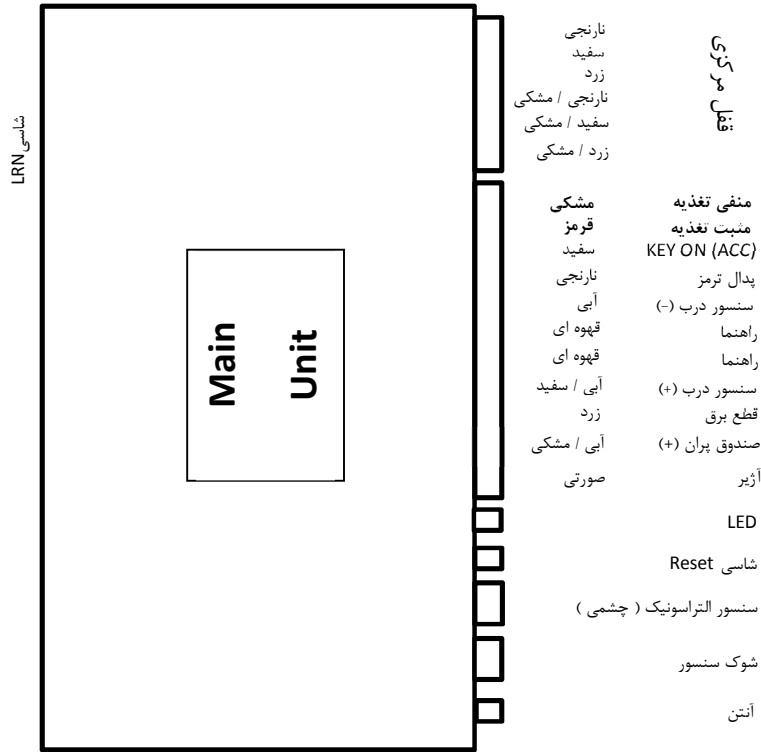 نارنجی
سفید
زرد
نارنجی / مشکی
سفید / مشکی
زرد / مشکی
قفل مرکزی
شاسی LRN
منفی تغذیه مشکی
مثبت تغذیه قرمز
KEY ON (ACC) سفید
پدال ترمز نارنجی
سنسور درب (-) آبی
راهنما قهوه ای
راهنما قهوه ای
سنسور درب (+) آبی / سفید
قطع برق زرد
صندوق پران (+) آبی / مشکی
آژیر صورتی
Main
Unit
LED
شاسی Reset
سنسور التراسونیک ( چشمی )
شوک سنسور
آنتن